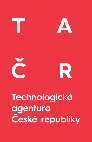 T A
Č R
Technologická
agentura
České republiky